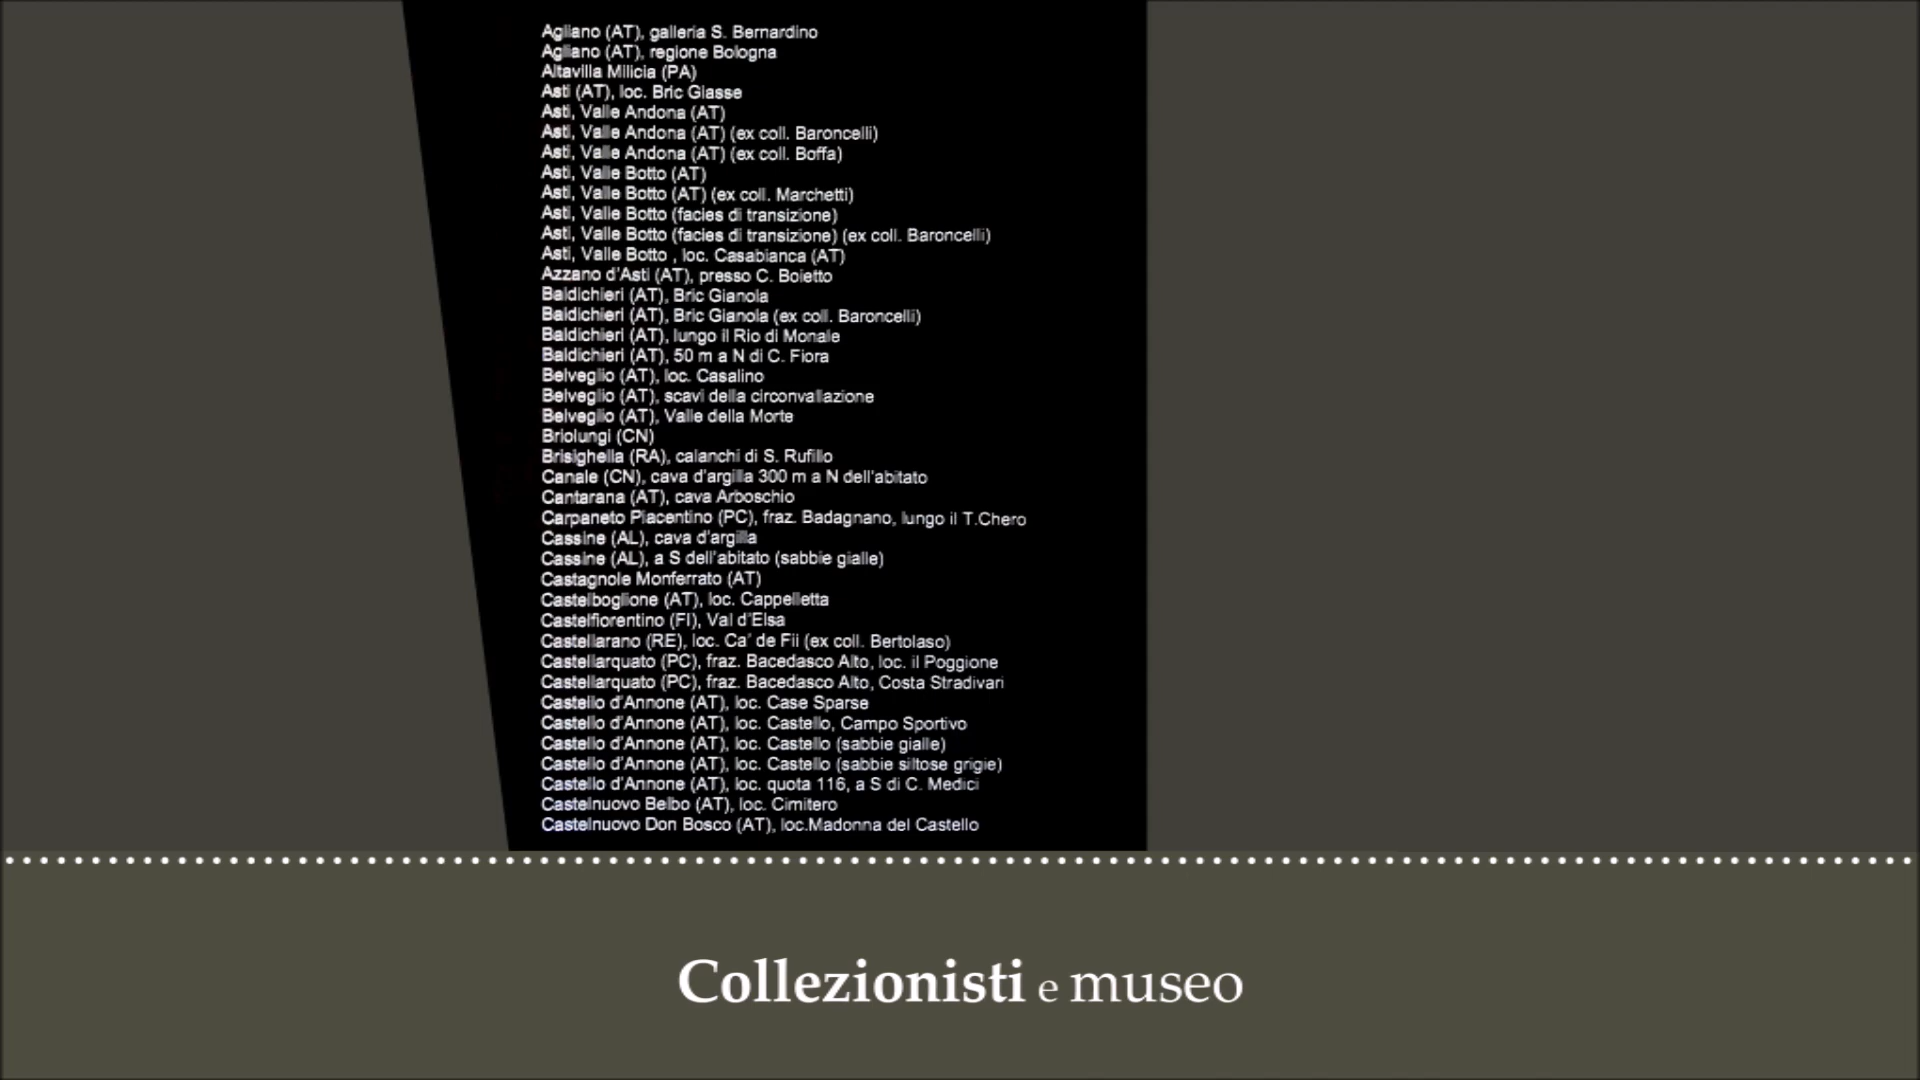 Agliano (AT), galleria S. Bernardino
Agliano (AT), regione Bologna
Altavilla Milicia (PA)
Asti (AT), loc. Bric Giasse
Asti, Valle Andona (AT)
Asti, Valle Andona (AT) (ex coll. Baroncelli)
Asti, Valle Andona (AT) (ex coll. Boffa)
Asti, Valle Botto (AT)
Asti, Valle Botto (AT) (ex coll. Marchetti)
Asti, Valle Botto (facies di transizione)
Asti, Valle Botto (facies di transizione) (ex coll. Baroncelli)
Asti, Valle Botto , loc. Casabianca (AT)
Azzano d'Asti (AT), presso C. Boietto
Baldichieri (AT), Bric Gianola
Baldichieri (AT), Bric Gianola (ex coll. Baroncelli)
Baldichieri (AT), lungo il Rio di Monale
Baldichieri (AT), 50 m a N di C. Fiora
Belveglio (AT), loc. Casalino
Belveglio (AT), scavi della circonvallazione
Belveglio (AT), Valle della Morte
Briolungi (CN)
Brisighella (RA), calanchi di S. Rufillo
Canale (CN), cava d'argilla 300 m a N dell'abitato
Cantarana (AT), cava Arboschio
Carpaneto Piacentino (PC), fraz. Badagnano, lungo il T.Chero
Cassine (AL), cava d'argilla
Cassine (AL), a S dell'abitato (sabbie gialle)
Castagnole Monferrato (AT)
Castelboglione (AT), loc. Cappelletta
Castelfiorentino (FI), Val d'Elsa
Castellarano (RE), loc. Ca' de Fii (ex coll. Bertolaso)
Castellarquato (PC), fraz. Bacedasco Alto, loc. il Poggione
Castellarquato (PC), fraz. Bacedasco Alto, Costa Stradivari
Castello d'Annone (AT), loc. Case Sparse
Castello d'Annone (AT), loc. Castello, Campo Sportivo
Castello d'Annone (AT), loc. Castello (sabbie gialle)
Castello d'Annone (AT), loc. Castello (sabbie siltose grigie)
Castello d'Annone (AT), loc. quota 116, a S di C. Medici
Castelnuovo Belbo (AT), loc. Cimitero
Castelnuovo Don Bosco (AT), loc.Madonna del Castello
Collezionisti e museo